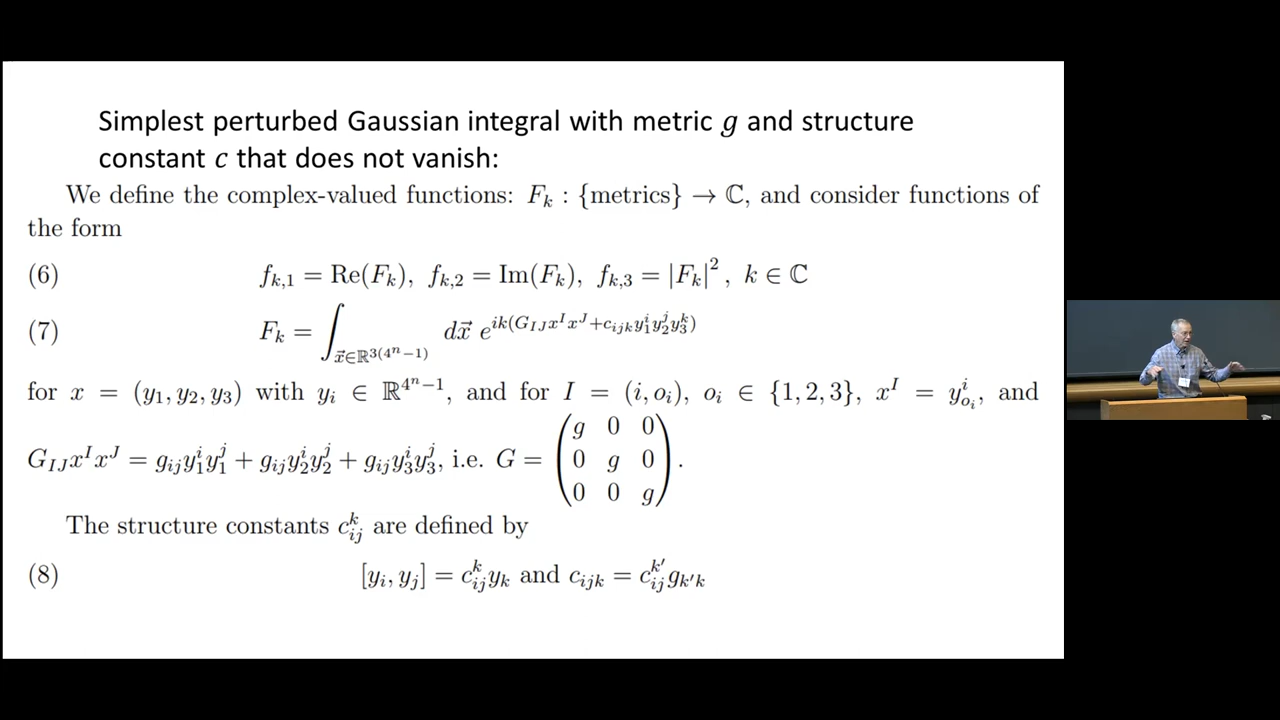 Simplest perturbed Gaussian integral with metric g and structure
constant c that does not vanish:
We define the complex-valued functions: F_k : {metrics} → ℂ, and consider functions of
the form
(6) f_{k,1} = Re(F_k), f_{k,2} = Im(F_k), f_{k,3} = |F_k|², k ∈ ℂ
(7) F_k = ∫_{x⃗∈ℝ^{3(4^n−1)}} dx⃗ e^{ik(G_{IJ}x^I x^J + c_{ijk}y_1^i y_2^j y_3^k)}
for x = (y_1, y_2, y_3) with y_i ∈ ℝ^{4^n−1}, and for I = (i, o_i), o_i ∈ {1, 2, 3}, x^I = y_{o_i}^i, and
G_{IJ}x^I x^J = g_{ij}y_1^i y_1^j + g_{ij}y_2^i y_2^j + g_{ij}y_3^i y_3^j, i.e. G = (g 0 0 / 0 g 0 / 0 0 g).
The structure constants c_{ij}^k are defined by
(8) [y_i, y_j] = c_{ij}^k y_k and c_{ijk} = c_{ij}^{k'} g_{k'k}